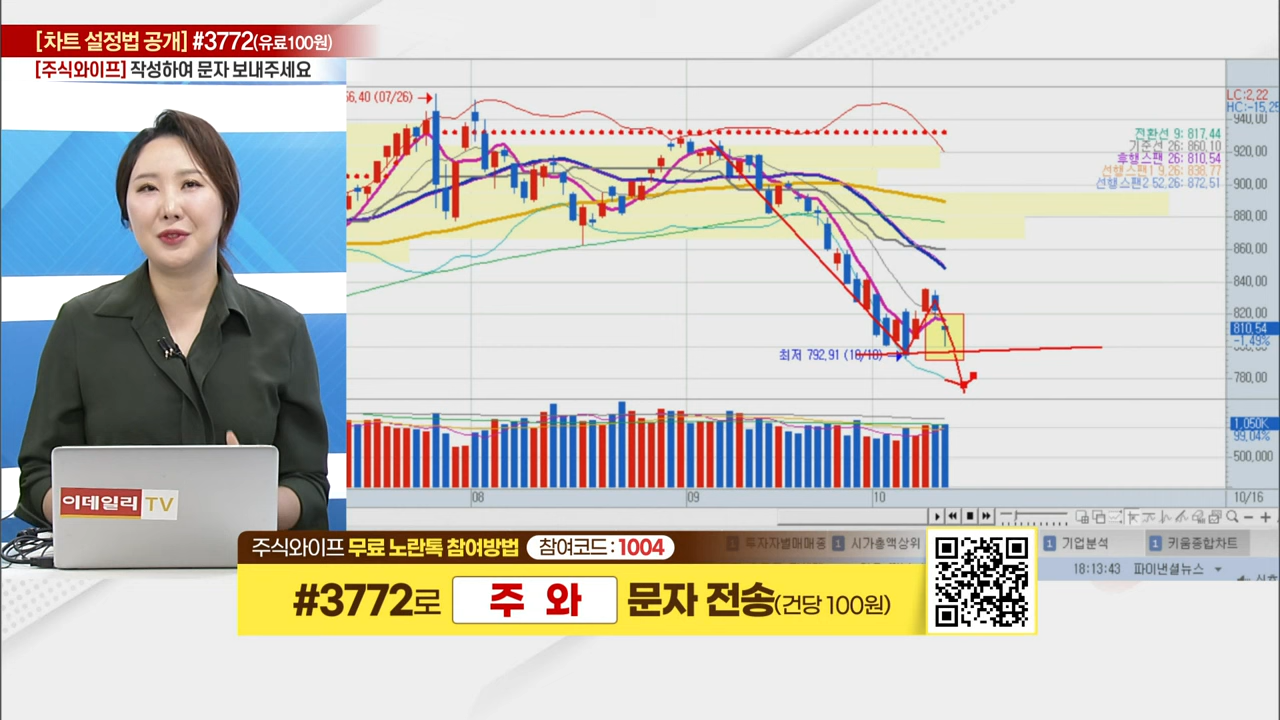 [차트 설정법 공개] #3772(유료100원)
[주식와이프] 작성하여 문자 보내주세요
56,40 (07/26)
LC:2,22
HC:-15,25
940,00
전환선 9: 817,44
기준선 26: 860,10
후행스팬 26: 810,54
선행스팬1 9,26: 838,77
선행스팬2 52,26: 872,51
920,00
900,00
880,00
860,00
840,00
820,00
810,54
-1,49%
780,00
최저 792,91
1,050K
99,04%
500,000
08
09
10
10/16
이데일리 TV
주식와이프 무료 노란톡 참여방법 참여코드 : 1004
#3772로 주 와 문자 전송(건당 100원)
1 투자자별매매종 1 시가총액상위
1 기업분석 1 키움종합차트
18:13:43 파이낸셜뉴스